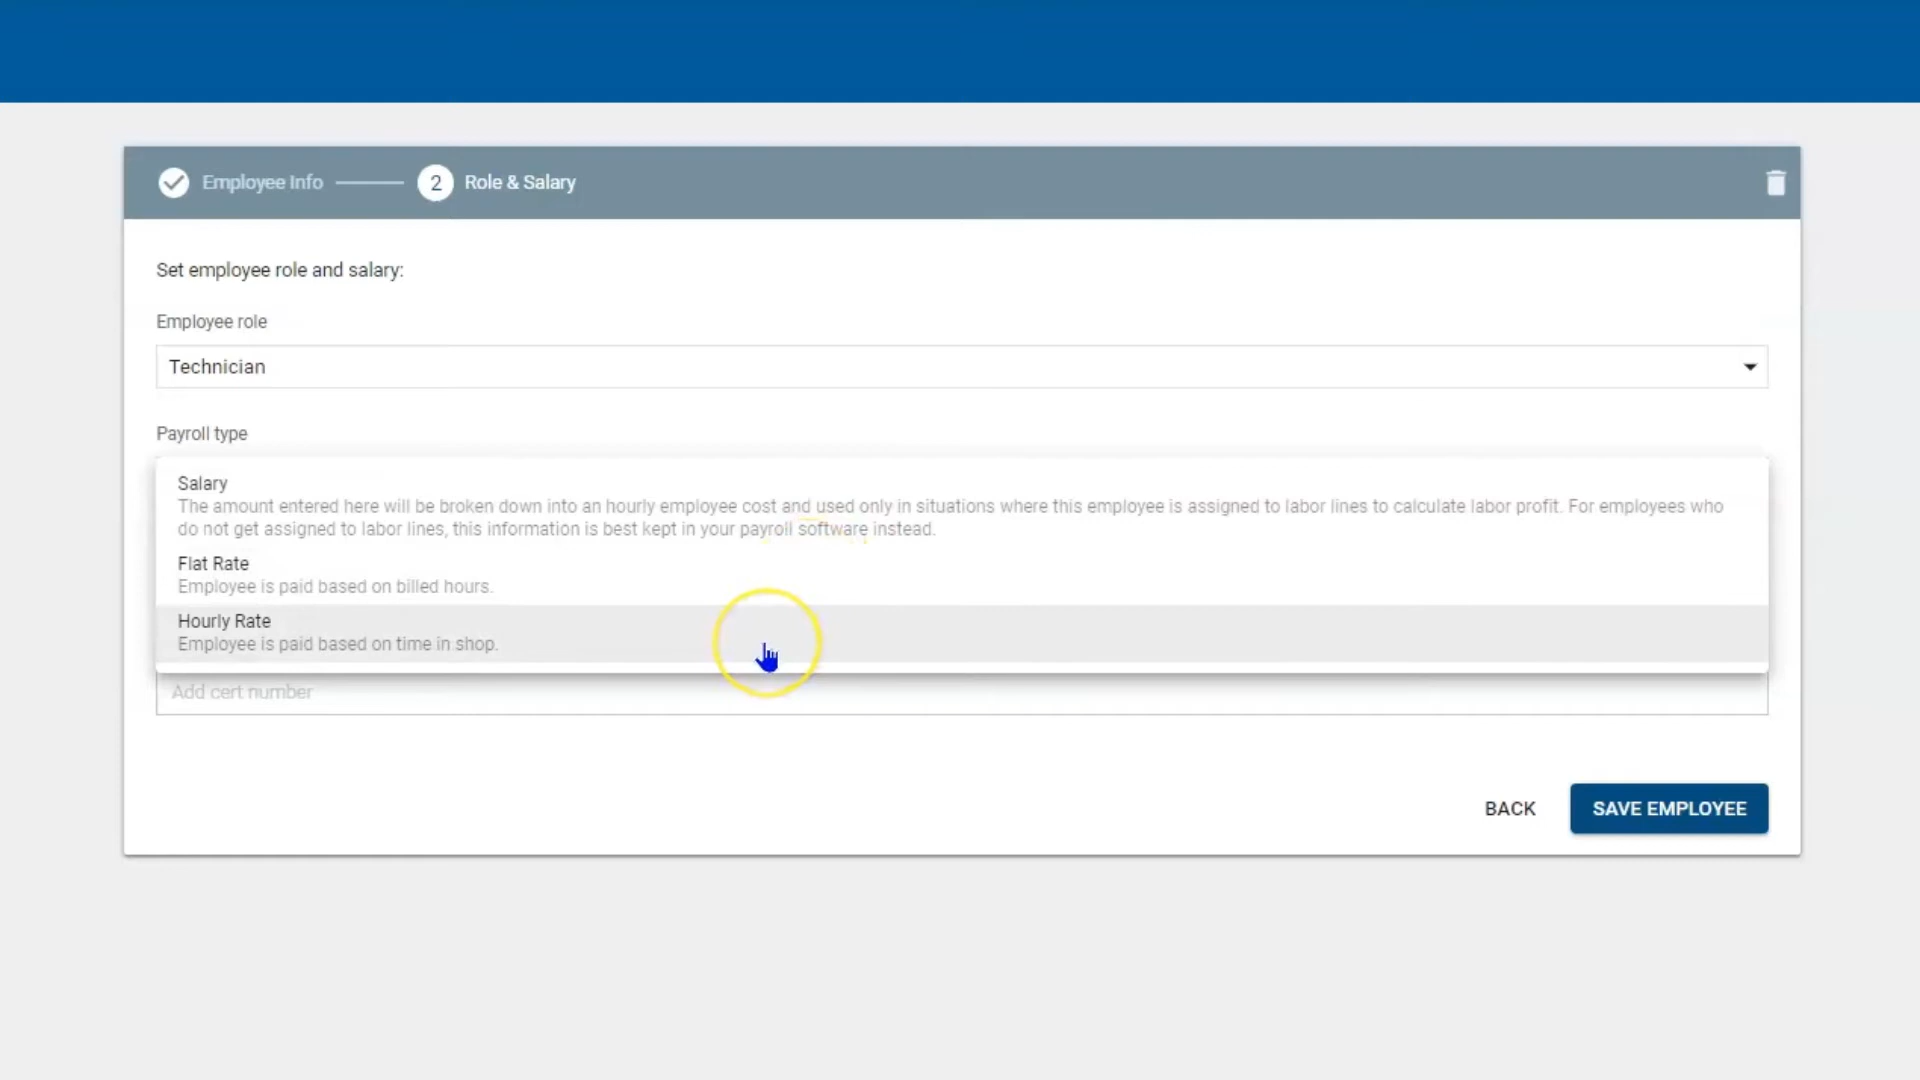 Employee Info
2 Role & Salary
Set employee role and salary:
Employee role
Technician
Payroll type
Salary
The amount entered here will be broken down into an hourly employee cost and used only in situations where this employee is assigned to labor lines to calculate labor profit. For employees who
do not get assigned to labor lines, this information is best kept in your payroll software instead.
Flat Rate
Employee is paid based on billed hours.
Hourly Rate
Employee is paid based on time in shop.
Add cert number
BACK
SAVE EMPLOYEE